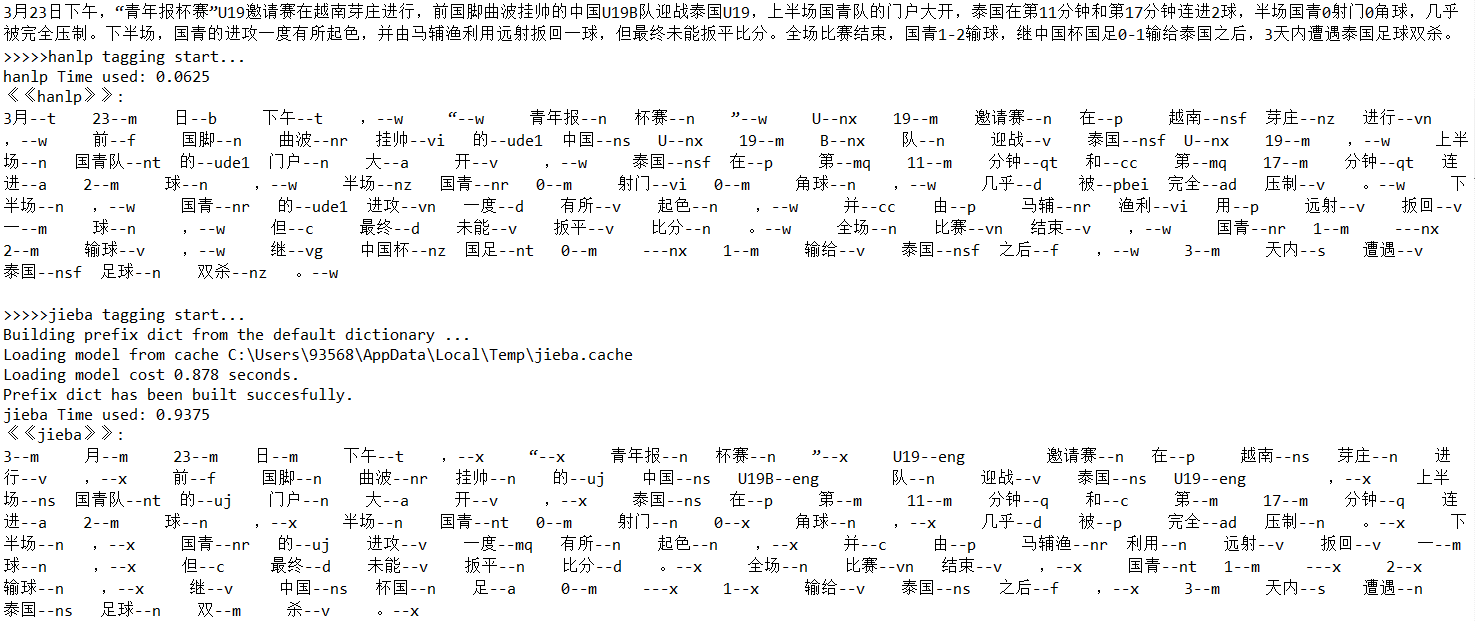 3月23日下午，“青年报杯赛”U19邀请赛在越南芽庄进行，前国脚曲波挂帅的中国U19B队迎战泰国U19，上半场国青队的门户大开，泰国在第11分钟和第17分钟连进2球，半场国青0射门0角球，几乎
被完全压制。下半场，国青的进攻一度有所起色，并由马辅渔利用远射扳回一球，但最终未能扳平比分。全场比赛结束，国青1-2输球，继中国杯国足0-1输给泰国之后，3天内遭遇泰国足球双杀。
>>>>>hanlp tagging start...
hanlp Time used: 0.0625
《《hanlp》》:
3月--t 23--m 日--b 下午--t ，--w “--w 青年报--n 杯赛--n ”--w U--nx 19--m 邀请赛--n 在--p 越南--nsf 芽庄--nz 进行--vn
，--w 前--f 国脚--n 曲波--nr 挂帅--vi 的--ude1 中国--ns U--nx 19--m B--nx 队--n 迎战--v 泰国--nsf U--nx 19--m ，--w 上半
场--n 国青队--nt 的--ude1 门户--n 大--a 开--v ，--w 泰国--nsf 在--p 第--mq 11--m 分钟--qt 和--cc 第--mq 17--m 分钟--qt 连
进--a 2--m 球--n ，--w 半场--nz 国青--nr 0--m 射门--vi 0--m 角球--n ，--w 几乎--d 被--pbei 完全--ad 压制--v 。--w 下
半场--n ，--w 国青--nr 的--ude1 进攻--vn 一度--d 有所--v 起色--n ，--w 并--cc 由--p 马辅--nr 渔利--vi 用--p 远射--v 扳回--v
一--m 球--n ，--w 但--c 最终--d 未能--v 扳平--v 比分--n 。--w 全场--n 比赛--vn 结束--v ，--w 国青--nr 1--m ---nx
2--m 输球--v ，--w 继--vg 中国杯--nz 国足--nt 0--m ---nx 1--m 输给--v 泰国--nsf 之后--f ，--w 3--m 天内--s 遭遇--v
泰国--nsf 足球--n 双杀--nz 。--w
>>>>>jieba tagging start...
Building prefix dict from the default dictionary ...
Loading model from cache C:\Users\93568\AppData\Local\Temp\jieba.cache
Loading model cost 0.878 seconds.
Prefix dict has been built succesfully.
jieba Time used: 0.9375
《《jieba》》:
3--m 月--m 23--m 日--m 下午--t ，--x “--x 青年报--n 杯赛--n ”--x U19--eng 邀请赛--n 在--p 越南--ns 芽庄--n 进
行--v ，--x 前--f 国脚--n 曲波--nr 挂帅--n 的--uj 中国--ns U19B--eng 队--n 迎战--v 泰国--ns U19--eng ，--x 上半
场--ns 国青队--nt 的--uj 门户--n 大--a 开--v ，--x 泰国--ns 在--p 第--m 11--m 分钟--q 和--c 第--m 17--m 分钟--q 连
进--a 2--m 球--n ，--x 半场--n 国青--nt 0--m 射门--n 0--x 角球--n ，--x 几乎--d 被--p 完全--ad 压制--n 。--x 下
半场--n ，--x 国青--nr 的--uj 进攻--v 一度--mq 有所--n 起色--n ，--x 并--c 由--p 马辅渔--nr 利用--n 远射--v 扳回--v 一--m
球--n ，--x 但--c 最终--d 未能--v 扳平--n 比分--d 。--x 全场--n 比赛--vn 结束--v ，--x 国青--nt 1--m ---x 2--x
输球--n ，--x 继--v 中国--ns 杯国--n 足--a 0--m ---x 1--x 输给--v 泰国--ns 之后--f ，--x 3--m 天内--s 遭遇--n
泰国--ns 足球--n 双--m 杀--v 。--x